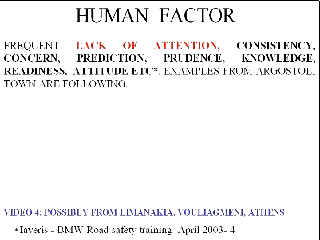 HUMAN FACTOR
FREQUENT LACK OF ATTENTION, CONSISTENCY,
CONCERN, PREDICTION, PRUDENCE, KNOWLEDGE,
READINESS, ATTITUDE ETC”. EXAMPLES FROM ARGOSTOLI
TOWN ARE FOLLOWING.
VIDEO 4: POSSIBLY FROM LIMANAKIA, VOULIAGMENI, ATHENS
•Iaveris - BMW Road safety training April 2003- 4